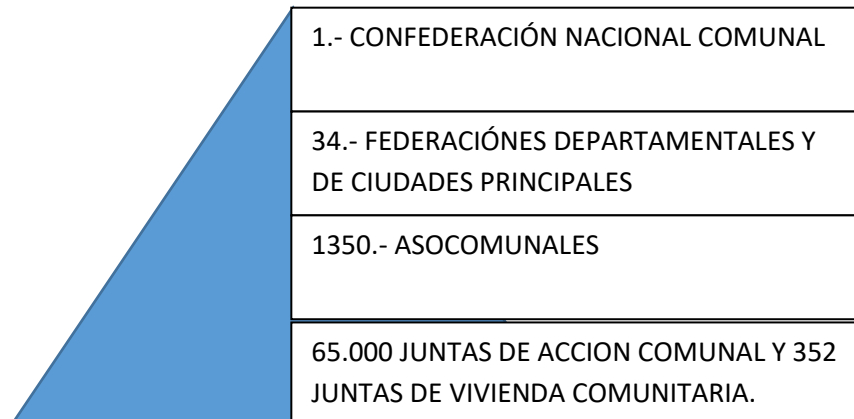 1.- CONFEDERACIÓN NACIONAL COMUNAL
34.- FEDERACIÓNES DEPARTAMENTALES Y
DE CIUDADES PRINCIPALES
1350.- ASOCOMUNALES
65.000 JUNTAS DE ACCION COMUNAL Y 352
JUNTAS DE VIVIENDA COMUNITARIA.